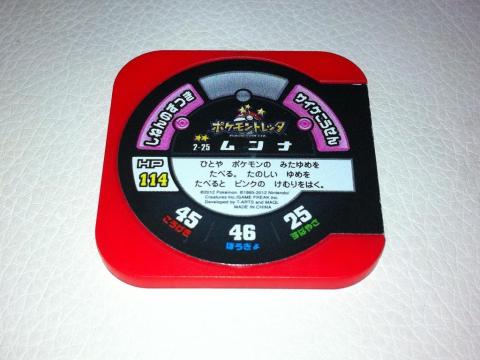 しねんのずつき
サイケこうせん
ポケモントレッタ
2-25
ムンナ
HP
114
ひとや ポケモンの みたゆめを
たべる。 たのしい ゆめを
たべると ピンクの けむりをはく。
©2012 Pokémon. ©1995-2012 Nintendo/
Creatures Inc./GAME FREAK inc.
Developed by T-ARTS and MARV.
MADE IN CHINA
45
こうげき
46
ぼうぎょ
25
すばやさ